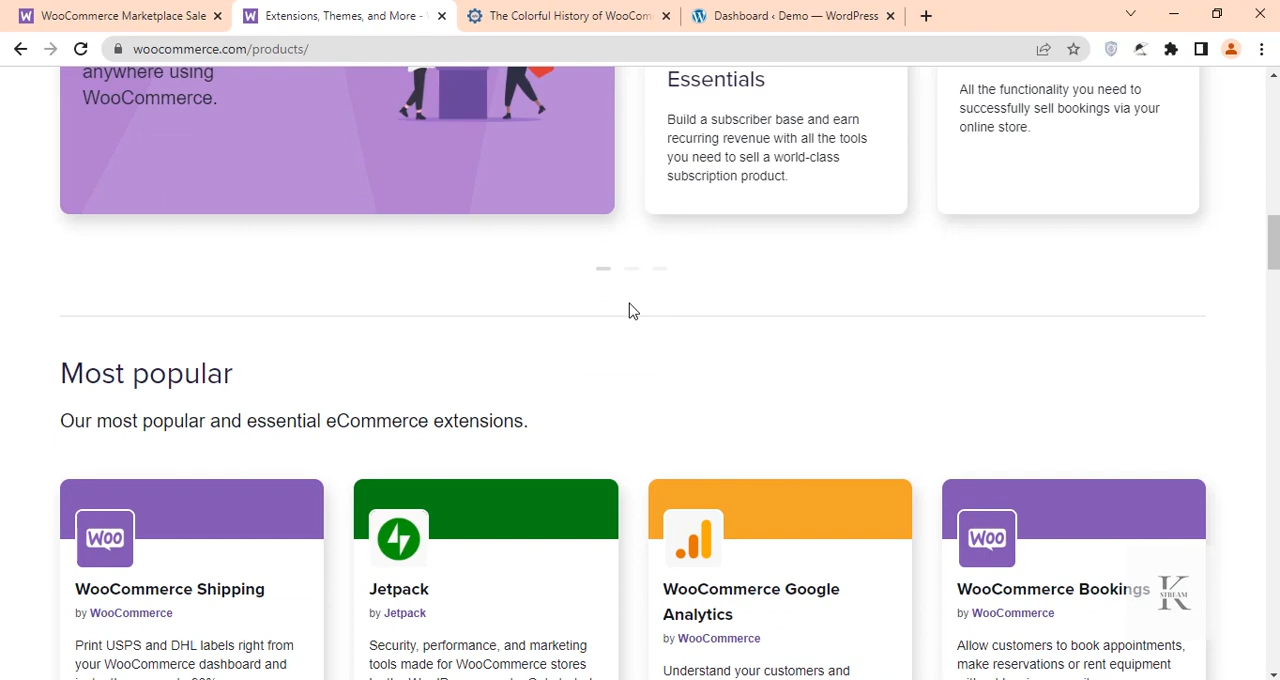 WooCommerce Marketplace Sale
Extensions, Themes, and More -
The Colorful History of WooCom
Dashboard ‹ Demo — WordPress
woocommerce.com/products/
anywhere using
WooCommerce.
Essentials
Build a subscriber base and earn
recurring revenue with all the tools
you need to sell a world-class
subscription product.
All the functionality you need to
successfully sell bookings via your
online store.
Most popular
Our most popular and essential eCommerce extensions.
WOO
WooCommerce Shipping
by WooCommerce
Print USPS and DHL labels right from
your WooCommerce dashboard and
Jetpack
by Jetpack
Security, performance, and marketing
tools made for WooCommerce stores
WooCommerce Google
Analytics
by WooCommerce
Understand your customers and
WOO
WooCommerce Bookings
by WooCommerce
Allow customers to book appointments,
make reservations or rent equipment
K
STREAM